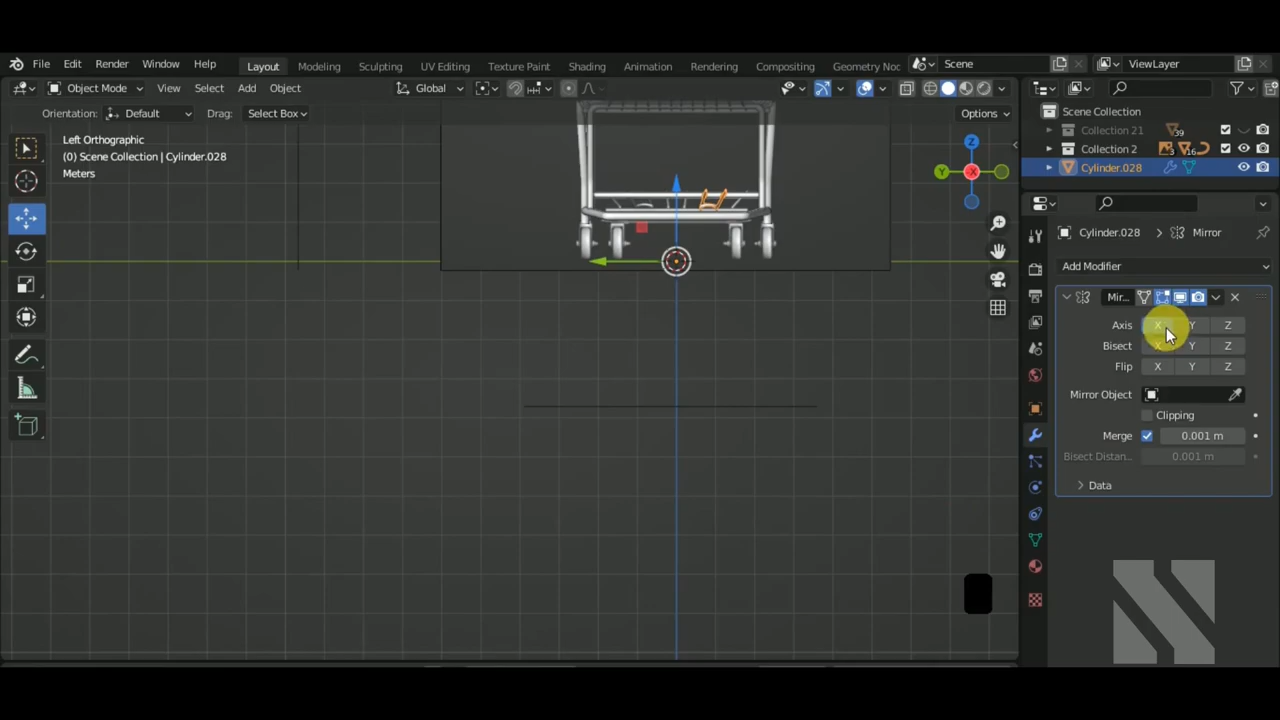 File Edit Render Window Help Layout Modeling Sculpting UV Editing Texture Paint Shading Animation Rendering Compositing Geometry Noc Scene ViewLayer
Object Mode View Select Add Object Global
Orientation: Default Drag: Select Box Options
Left Orthographic
(0) Scene Collection | Cylinder.028
Meters
Z
Y
X
Scene Collection
Collection 21 39
Collection 2 3 16
Cylinder.028
Cylinder.028 > Mirror
Add Modifier
Mir...
Axis X Y Z
Bisect X Y Z
Flip X Y Z
Mirror Object
Clipping
Merge 0.001 m
Bisect Distan... 0.001 m
Data